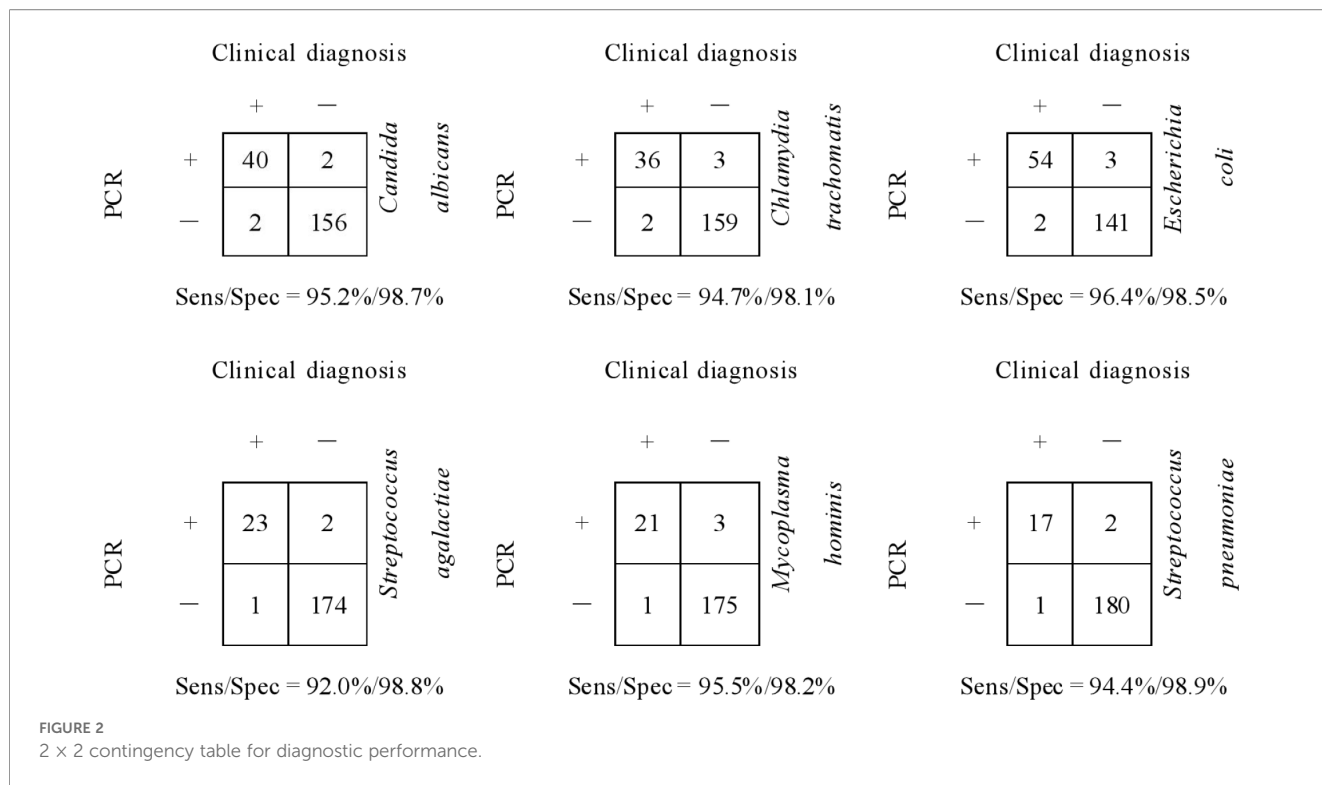 Clinical diagnosis
+ —
PCR
+ 40 2
— 2 156
Candida
albicans
Sens/Spec = 95.2%/98.7%
Clinical diagnosis
+ —
PCR
+ 36 3
— 2 159
Chlamydia
trachomatis
Sens/Spec = 94.7%/98.1%
Clinical diagnosis
+ —
PCR
+ 54 3
— 2 141
Escherichia
coli
Sens/Spec = 96.4%/98.5%
Clinical diagnosis
+ —
PCR
+ 23 2
— 1 174
Streptococcus
agalactiae
Sens/Spec = 92.0%/98.8%
Clinical diagnosis
+ —
PCR
+ 21 3
— 1 175
Mycoplasma
hominis
Sens/Spec = 95.5%/98.2%
Clinical diagnosis
+ —
PCR
+ 17 2
— 1 180
Streptococcus
pneumoniae
Sens/Spec = 94.4%/98.9%
FIGURE 2
2 × 2 contingency table for diagnostic performance.